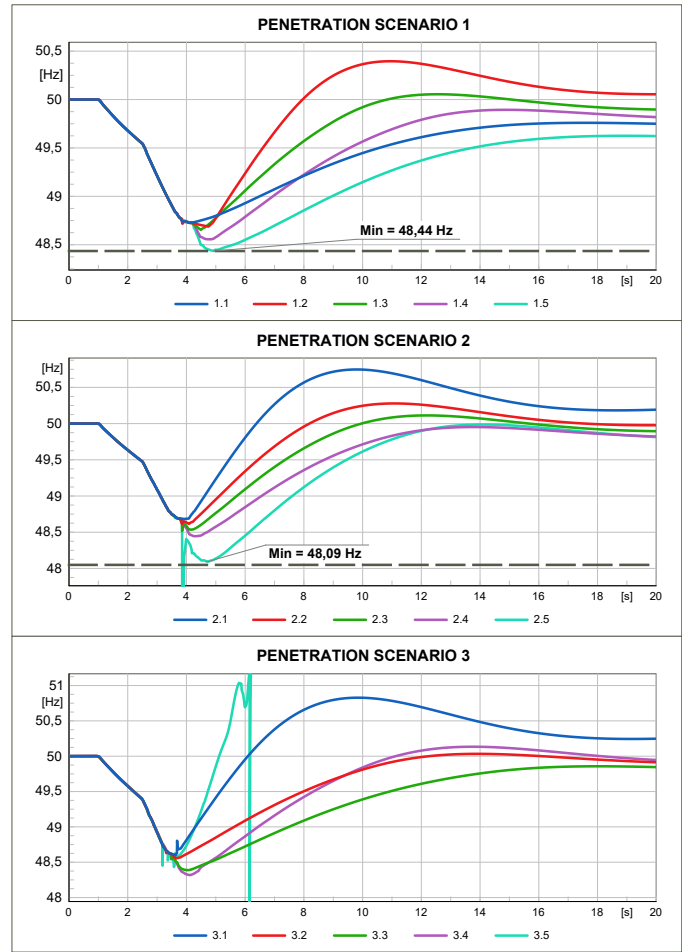 PENETRATION SCENARIO 1
50,5
[Hz]
50
49,5
49
48,5
Min = 48,44 Hz
0 2 4 6 8 10 12 14 16 18 [s] 20
1.1 1.2 1.3 1.4 1.5
PENETRATION SCENARIO 2
50,5
[Hz]
50
49,5
49
48,5
48
Min = 48,09 Hz
0 2 4 6 8 10 12 14 16 18 [s] 20
2.1 2.2 2.3 2.4 2.5
PENETRATION SCENARIO 3
51
[Hz]
50,5
50
49,5
49
48,5
48
0 2 4 6 8 10 12 14 16 18 [s] 20
3.1 3.2 3.3 3.4 3.5